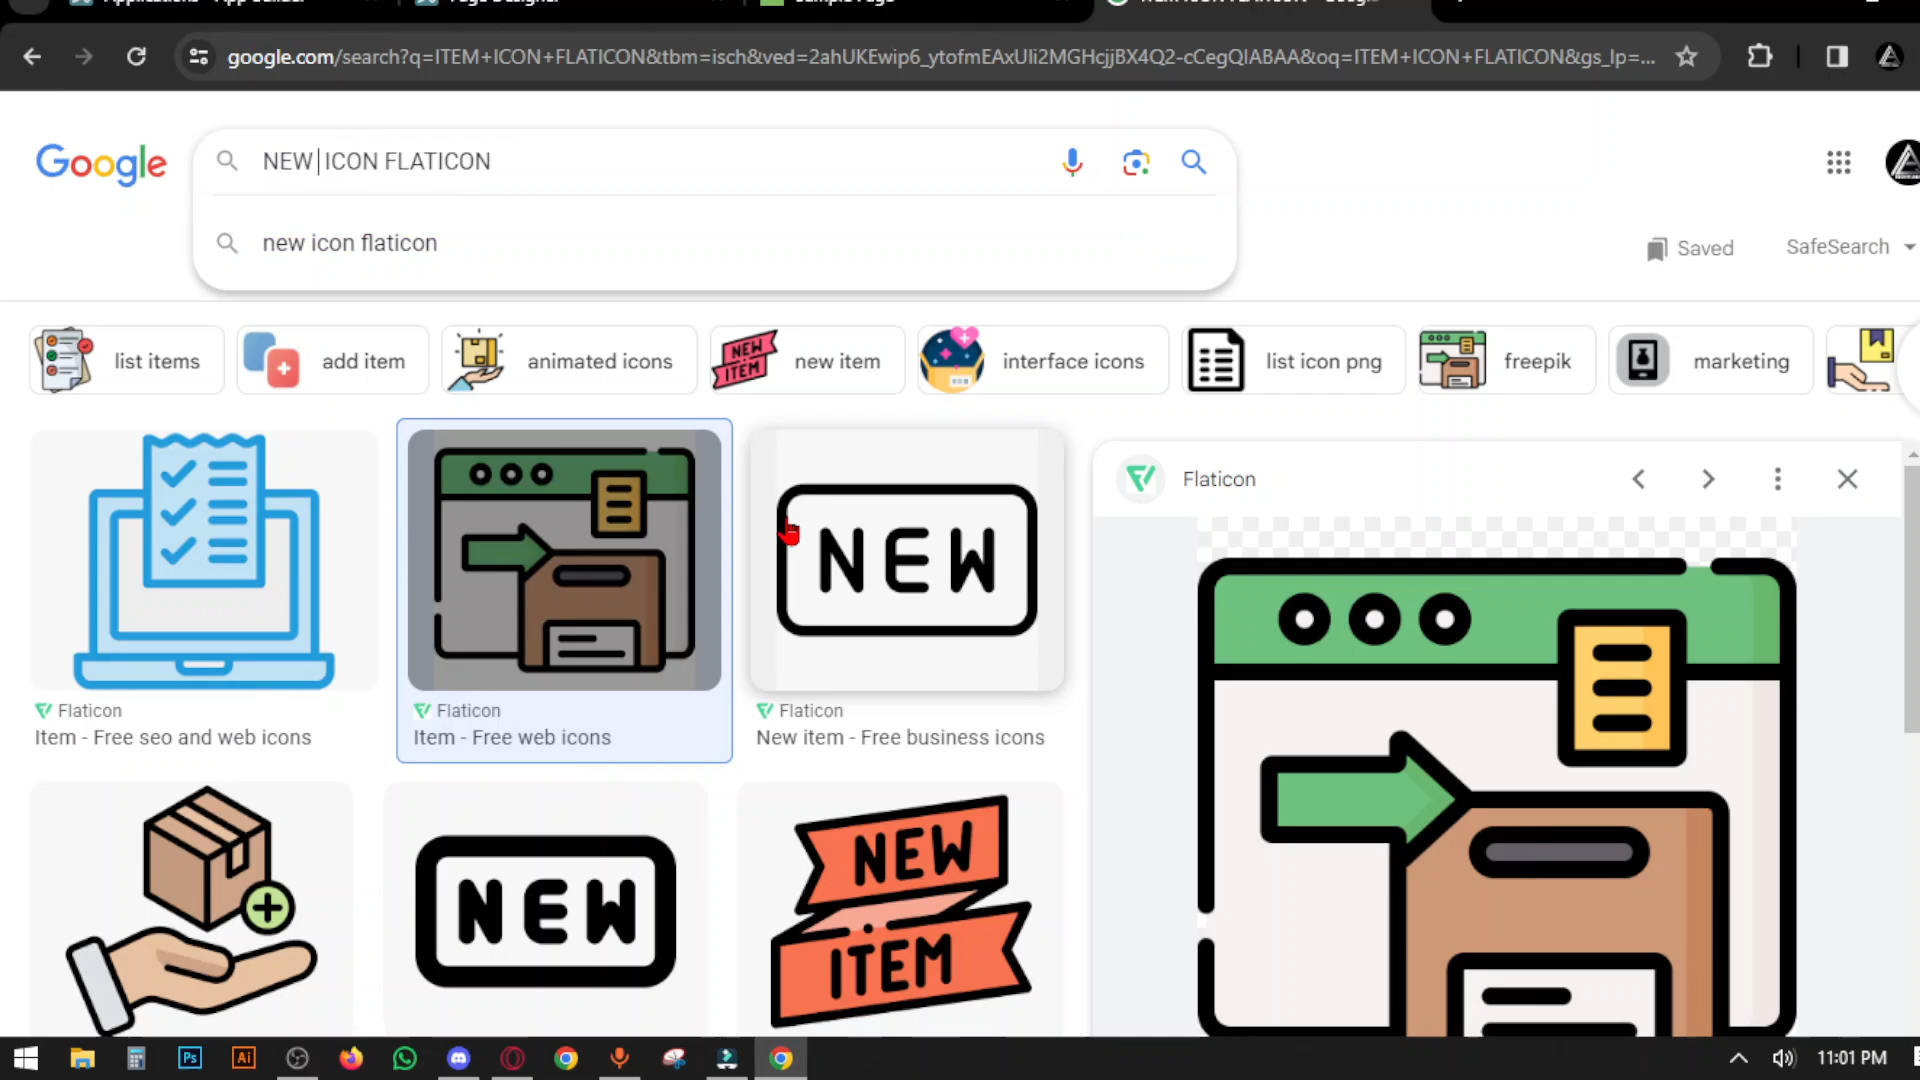 google.com/search?q=ITEM+ICON+FLATICON&tbm=isch&ved=2ahUKEwip6_ytofmEAxUIi2MGHcjjBX4Q2-cCegQIABAA&oq=ITEM+ICON+FLATICON&gs_lp=...
Google
NEW ICON FLATICON
new icon flaticon
Saved
SafeSearch
list items
add item
animated icons
NEW ITEM
new item
interface icons
list icon png
freepik
marketing
NEW
Flaticon
Flaticon
Item - Free seo and web icons
Flaticon
Item - Free web icons
Flaticon
New item - Free business icons
NEW
NEW
ITEM
Ps
Ai
11:01 PM